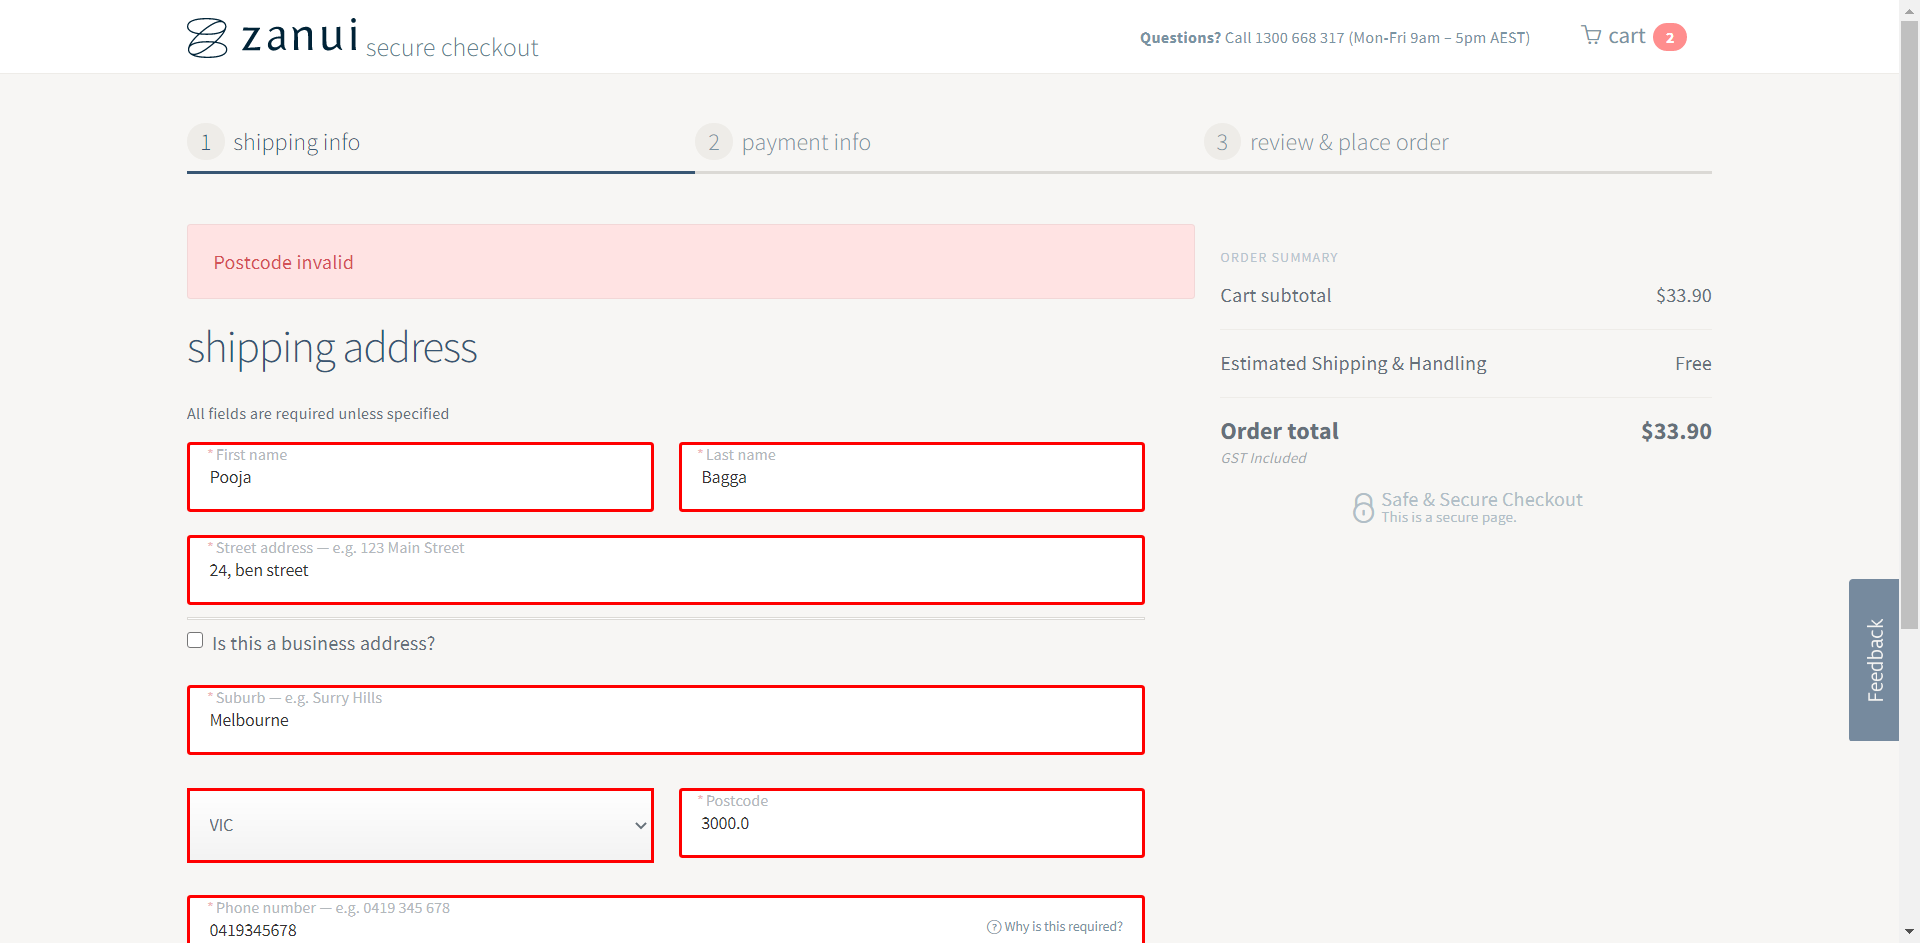 zanui secure checkout
Questions? Call 1300 668 317 (Mon-Fri 9am – 5pm AEST)
cart 2
1 shipping info
2 payment info
3 review & place order
Postcode invalid
ORDER SUMMARY
Cart subtotal $33.90
Estimated Shipping & Handling Free
Order total $33.90
GST Included
Safe & Secure Checkout
This is a secure page.
shipping address
All fields are required unless specified
* First name
Pooja
* Last name
Bagga
* Street address — e.g. 123 Main Street
24, ben street
Is this a business address?
* Suburb — e.g. Surry Hills
Melbourne
VIC
* Postcode
3000.0
* Phone number — e.g. 0419 345 678
0419345678
? Why is this required?
Feedback